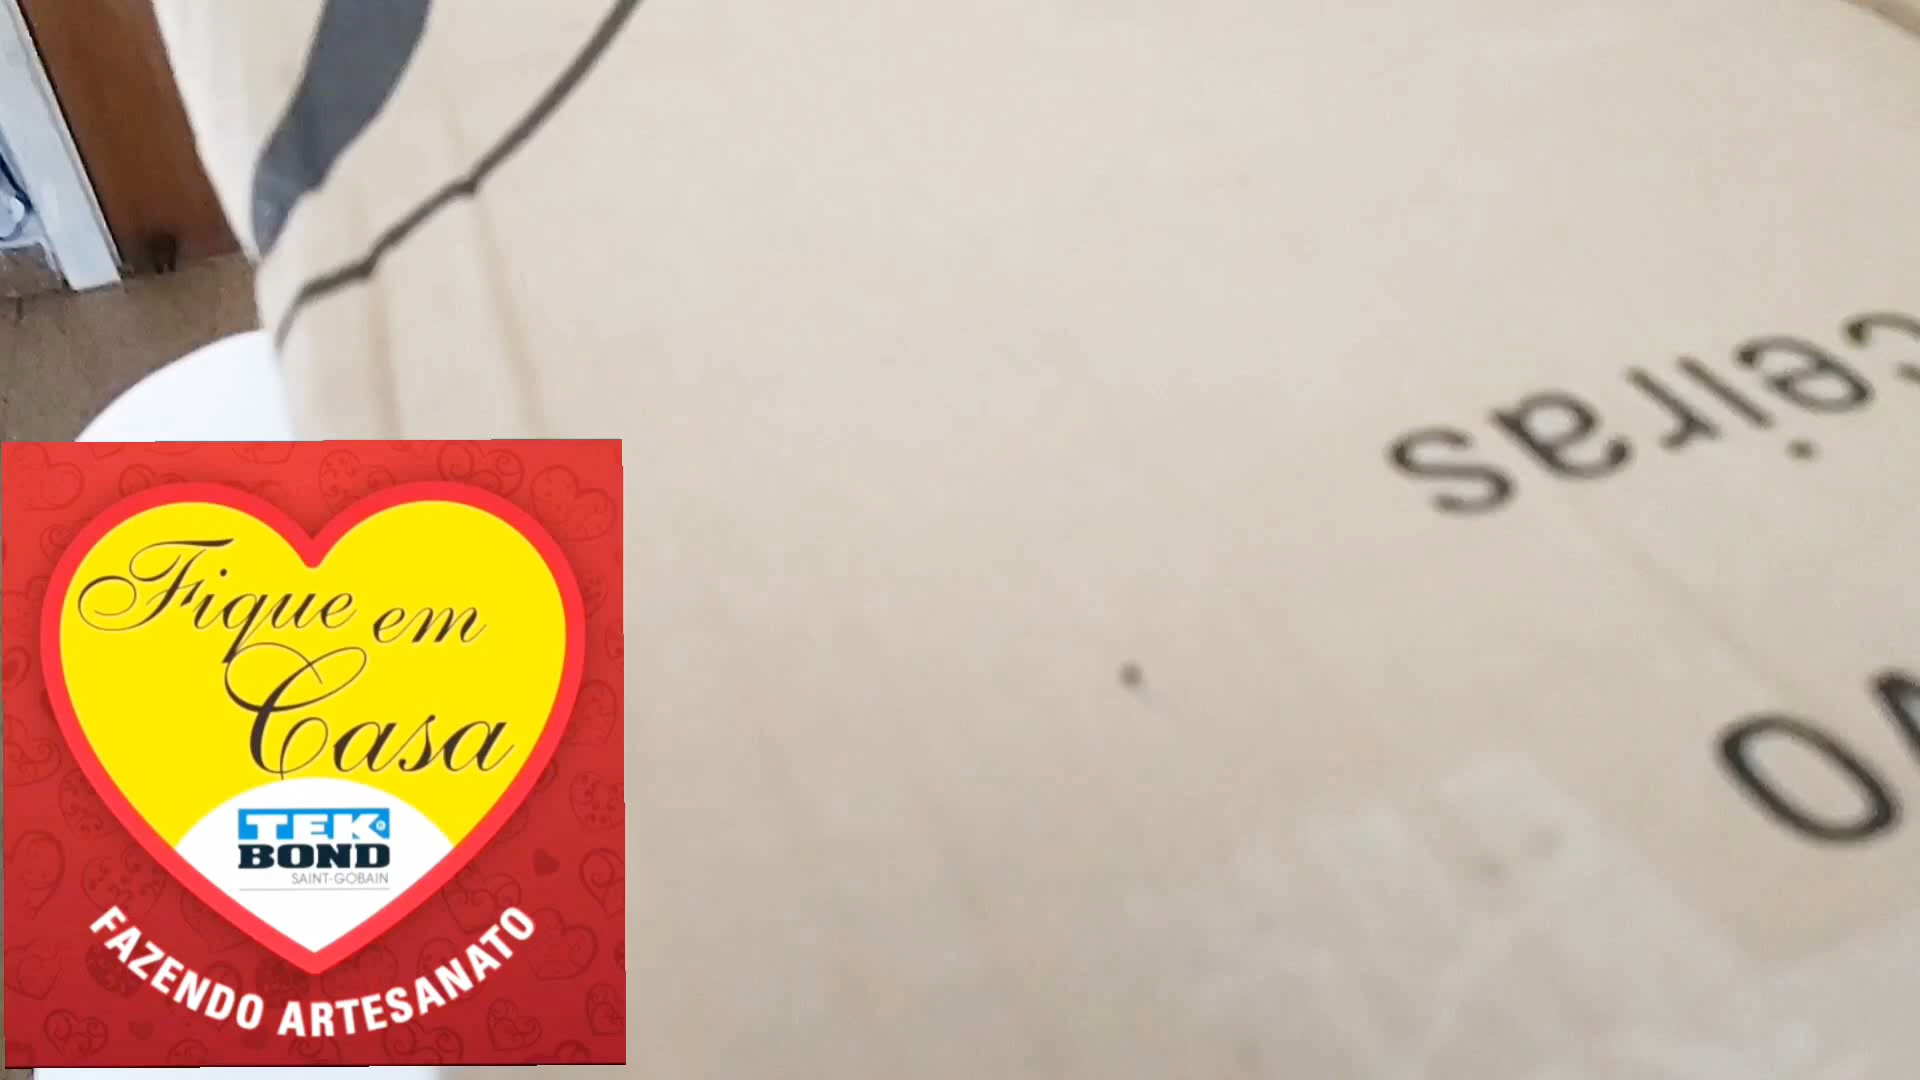 ceiras
Fique em
Casa
TEK
BOND
SAINT-GOBAIN
FAZENDO ARTESANATO